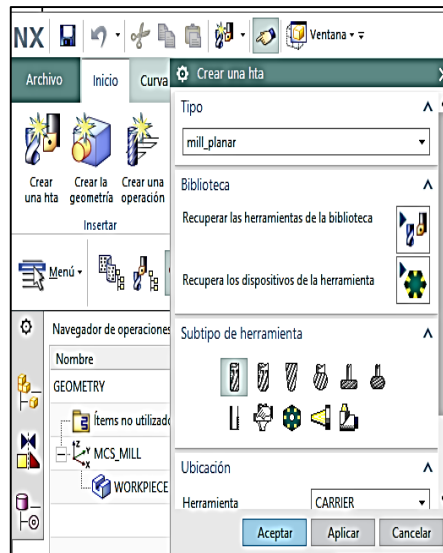 NX
Ventana
Archivo
Inicio
Curva
Crear una hta
Crear la geometría
Crear una operación
Insertar
Menú
Navegador de operaciones
Nombre
GEOMETRY
Ítems no utilizado
MCS_MILL
WORKPIECE
Crear una hta
Tipo
mill_planar
Biblioteca
Recuperar las herramientas de la biblioteca
Recupera los dispositivos de la herramienta
Subtipo de herramienta
Ubicación
Herramienta
CARRIER
Aceptar
Aplicar
Cancelar